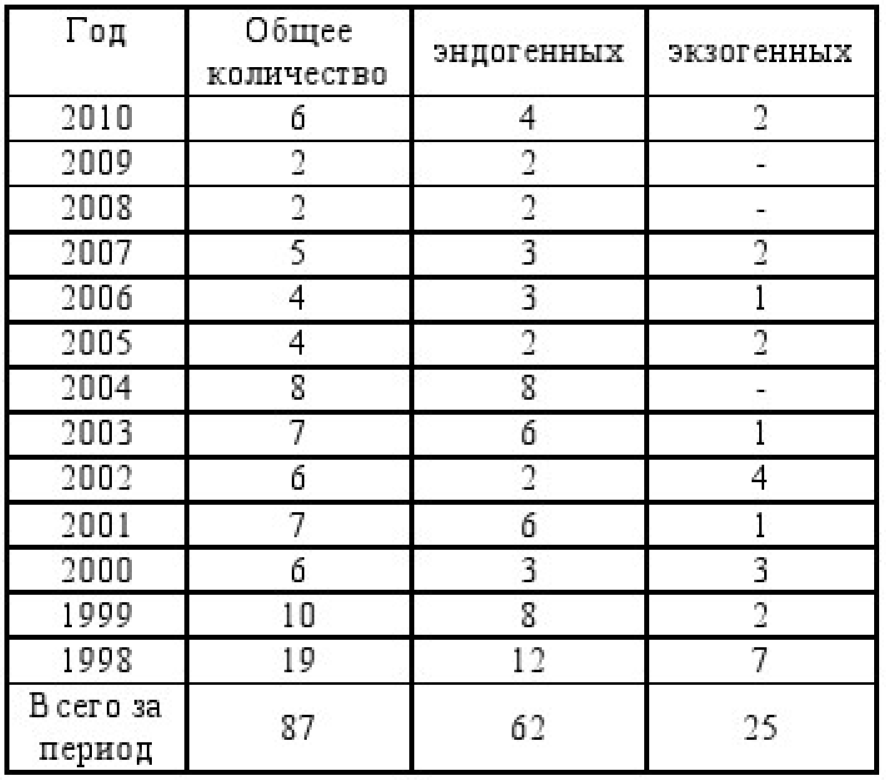 Год Общее количество эндогенных экзогенных
2010 6 4 2
2009 2 2 -
2008 2 2 -
2007 5 3 2
2006 4 3 1
2005 4 2 2
2004 8 8 -
2003 7 6 1
2002 6 2 4
2001 7 6 1
2000 6 3 3
1999 10 8 2
1998 19 12 7
Всего за период 87 62 25